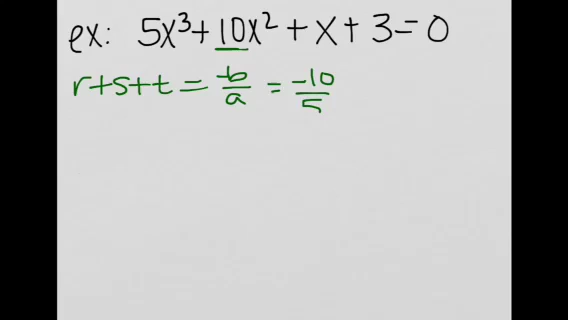 ex: 5x³+ 10x² + x + 3 = 0
r+s+t = -b/a = -10/5